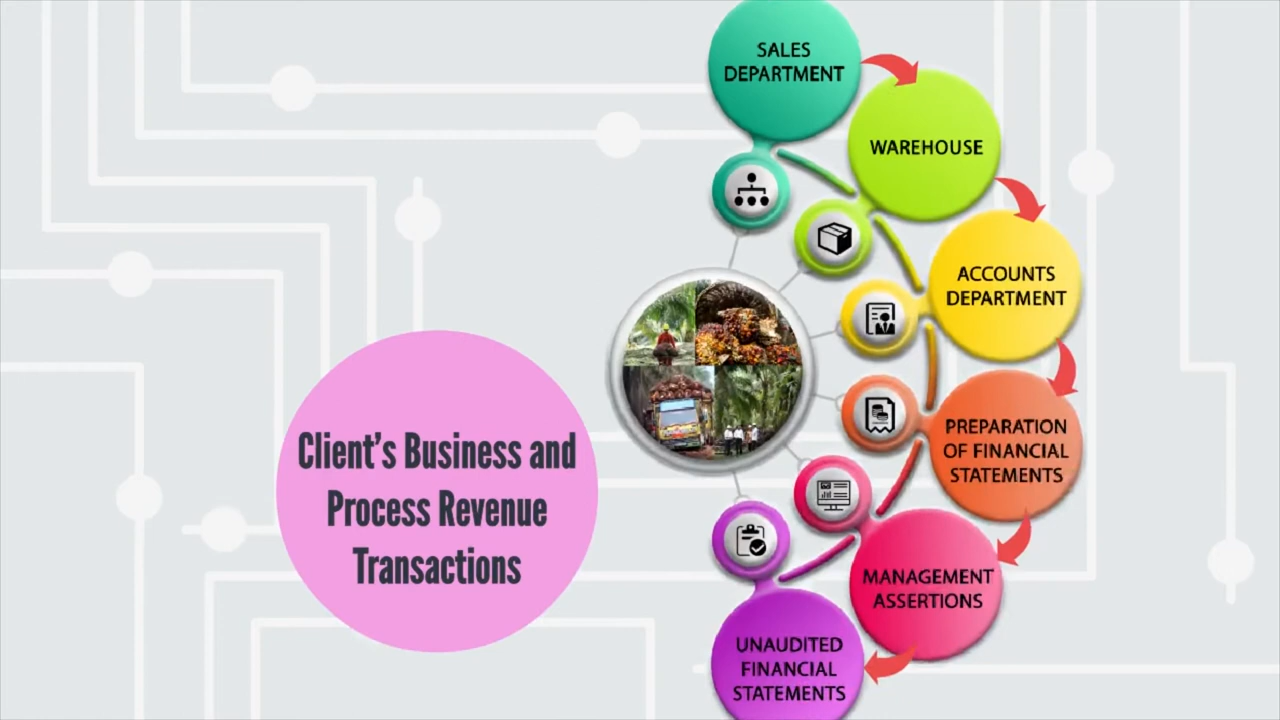 Client's Business and
Process Revenue
Transactions
SALES
DEPARTMENT
WAREHOUSE
ACCOUNTS
DEPARTMENT
PREPARATION
OF FINANCIAL
STATEMENTS
MANAGEMENT
ASSERTIONS
UNAUDITED
FINANCIAL
STATEMENTS